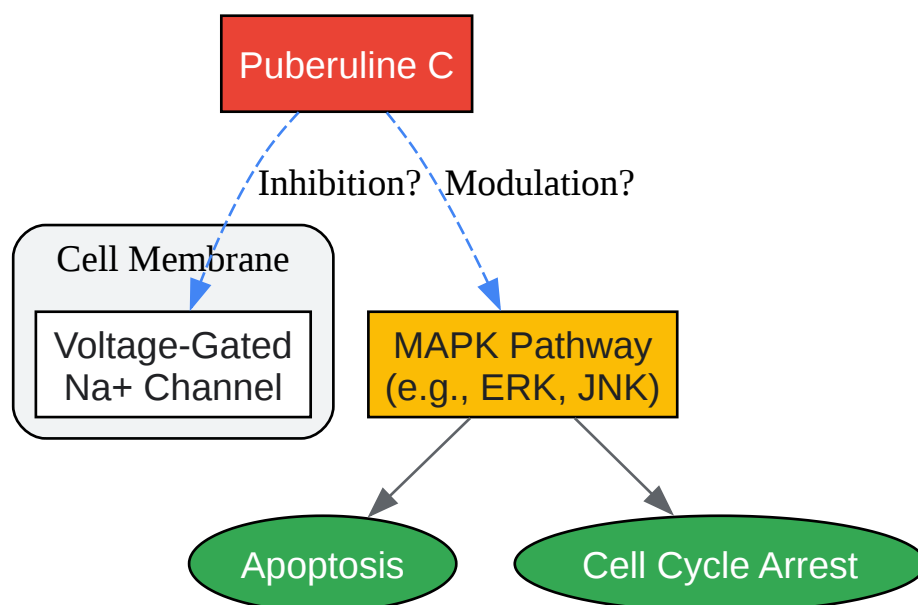 Puberuline C
Inhibition? Modulation?
Cell Membrane
Voltage-Gated
Na+ Channel
MAPK Pathway
(e.g., ERK, JNK)
Apoptosis
Cell Cycle Arrest